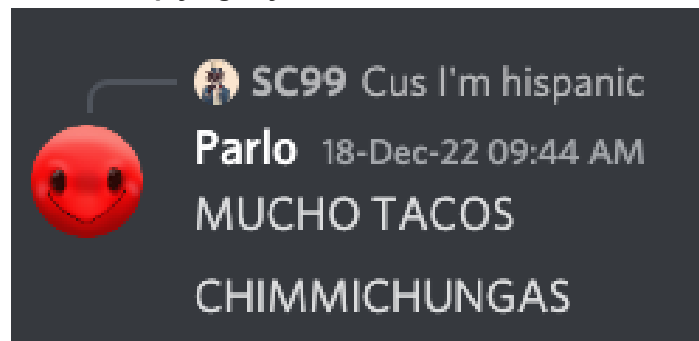 SC99 Cus I'm hispanic
Parlo 18-Dec-22 09:44 AM
MUCHO TACOS
CHIMMICHUNGAS